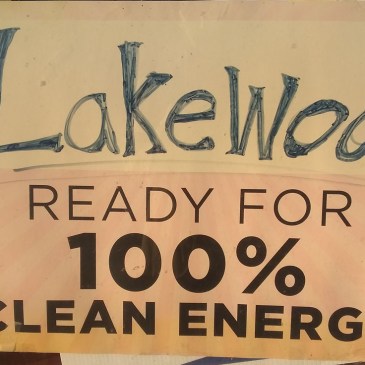 LakeWoo
READY FOR
100%
CLEAN ENERG